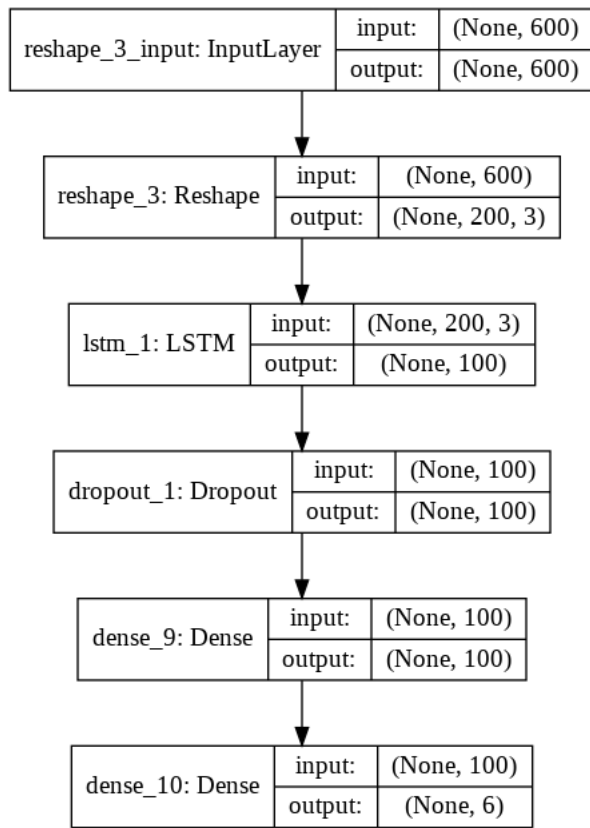 reshape_3_input: InputLayer
input: (None, 600)
output: (None, 600)
reshape_3: Reshape
input: (None, 600)
output: (None, 200, 3)
lstm_1: LSTM
input: (None, 200, 3)
output: (None, 100)
dropout_1: Dropout
input: (None, 100)
output: (None, 100)
dense_9: Dense
input: (None, 100)
output: (None, 100)
dense_10: Dense
input: (None, 100)
output: (None, 6)